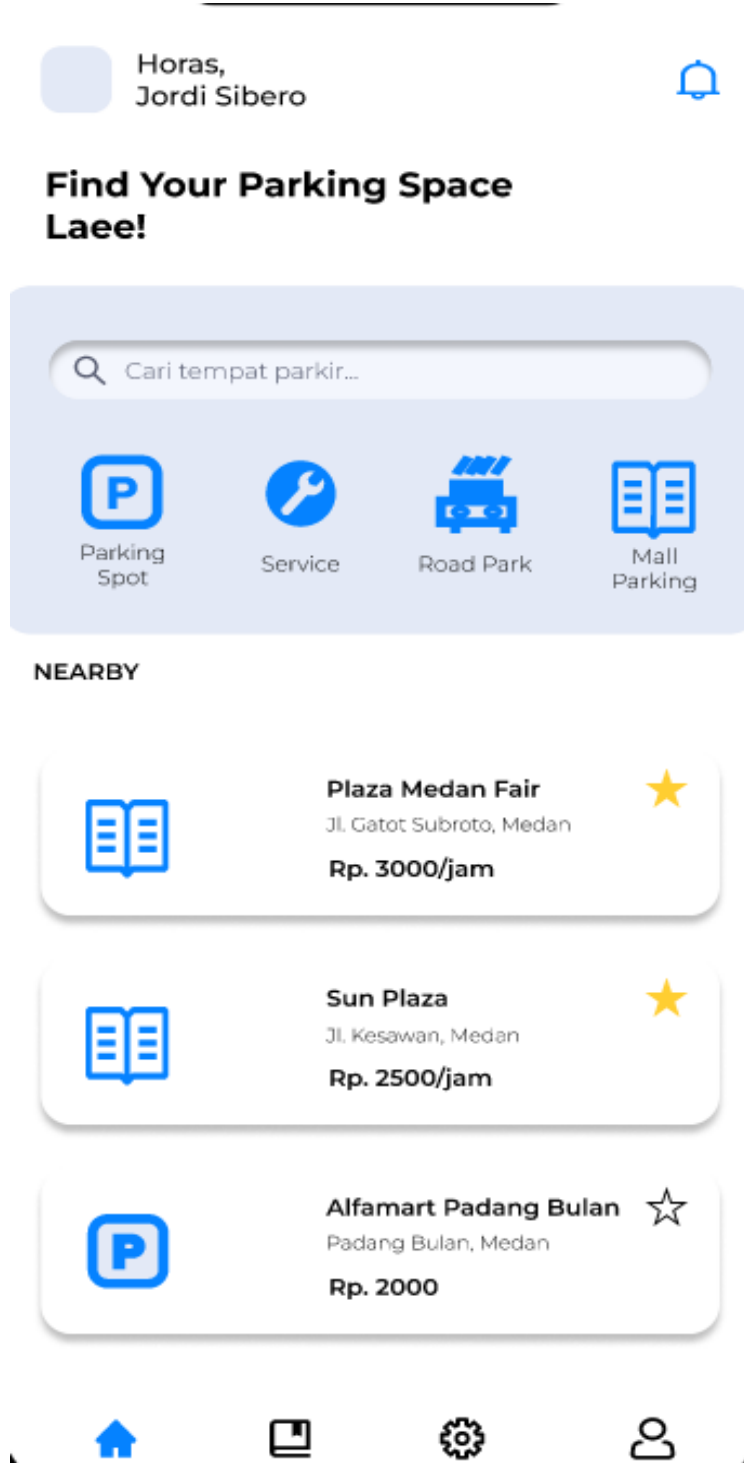 Horas,
Jordi Sibero
Find Your Parking Space
Laee!
Cari tempat parkir...
P
Parking
Spot
Service
Road Park
Mall
Parking
NEARBY
Plaza Medan Fair
Jl. Gatot Subroto, Medan
Rp. 3000/jam
Sun Plaza
Jl. Kesawan, Medan
Rp. 2500/jam
P
Alfamart Padang Bulan
Padang Bulan, Medan
Rp. 2000